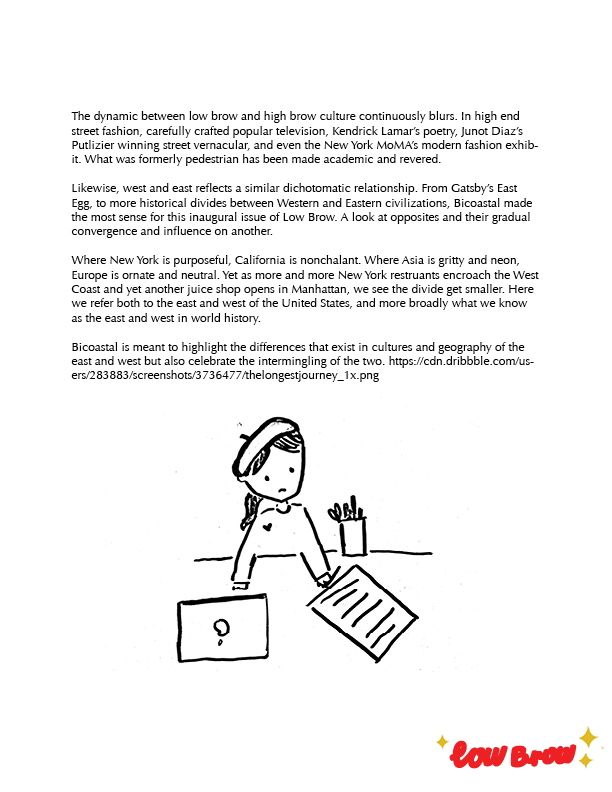 The dynamic between low brow and high brow culture continuously blurs. In high end
street fashion, carefully crafted popular television, Kendrick Lamar’s poetry, Junot Diaz’s
Putlizier winning street vernacular, and even the New York MoMA’s modern fashion exhib-
it. What was formerly pedestrian has been made academic and revered.
Likewise, west and east reflects a similar dichotomatic relationship. From Gatsby’s East
Egg, to more historical divides between Western and Eastern civilizations, Bicoastal made
the most sense for this inaugural issue of Low Brow. A look at opposites and their gradual
convergence and influence on another.
Where New York is purposeful, California is nonchalant. Where Asia is gritty and neon,
Europe is ornate and neutral. Yet as more and more New York restruants encroach the West
Coast and yet another juice shop opens in Manhattan, we see the divide get smaller. Here
we refer both to the east and west of the United States, and more broadly what we know
as the east and west in world history.
Bicoastal is meant to highlight the differences that exist in cultures and geography of the
east and west but also celebrate the intermingling of the two. https://cdn.dribbble.com/us-
ers/283883/screenshots/3736477/thelongestjourney_1x.png
Low Brow